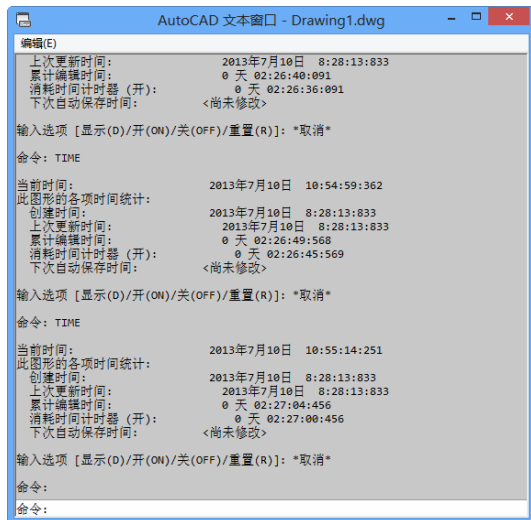 AutoCAD 文本窗口 - Drawing1.dwg
编辑(E)
上次更新时间: 2013年7月10日 8:28:13:833
累计编辑时间: 0 天 02:26:40:091
消耗时间计时器 (开): 0 天 02:26:36:091
下次自动保存时间: <尚未修改>
输入选项 [显示(D)/开(ON)/关(OFF)/重置(R)]: *取消*
命令: TIME
当前时间: 2013年7月10日 10:54:59:362
此图形的各项时间统计:
创建时间: 2013年7月10日 8:28:13:833
上次更新时间: 2013年7月10日 8:28:13:833
累计编辑时间: 0 天 02:26:49:568
消耗时间计时器 (开): 0 天 02:26:45:569
下次自动保存时间: <尚未修改>
输入选项 [显示(D)/开(ON)/关(OFF)/重置(R)]: *取消*
命令: TIME
当前时间: 2013年7月10日 10:55:14:251
此图形的各项时间统计:
创建时间: 2013年7月10日 8:28:13:833
上次更新时间: 2013年7月10日 8:28:13:833
累计编辑时间: 0 天 02:27:04:456
消耗时间计时器 (开): 0 天 02:27:00:456
下次自动保存时间: <尚未修改>
输入选项 [显示(D)/开(ON)/关(OFF)/重置(R)]: *取消*
命令:
命令: